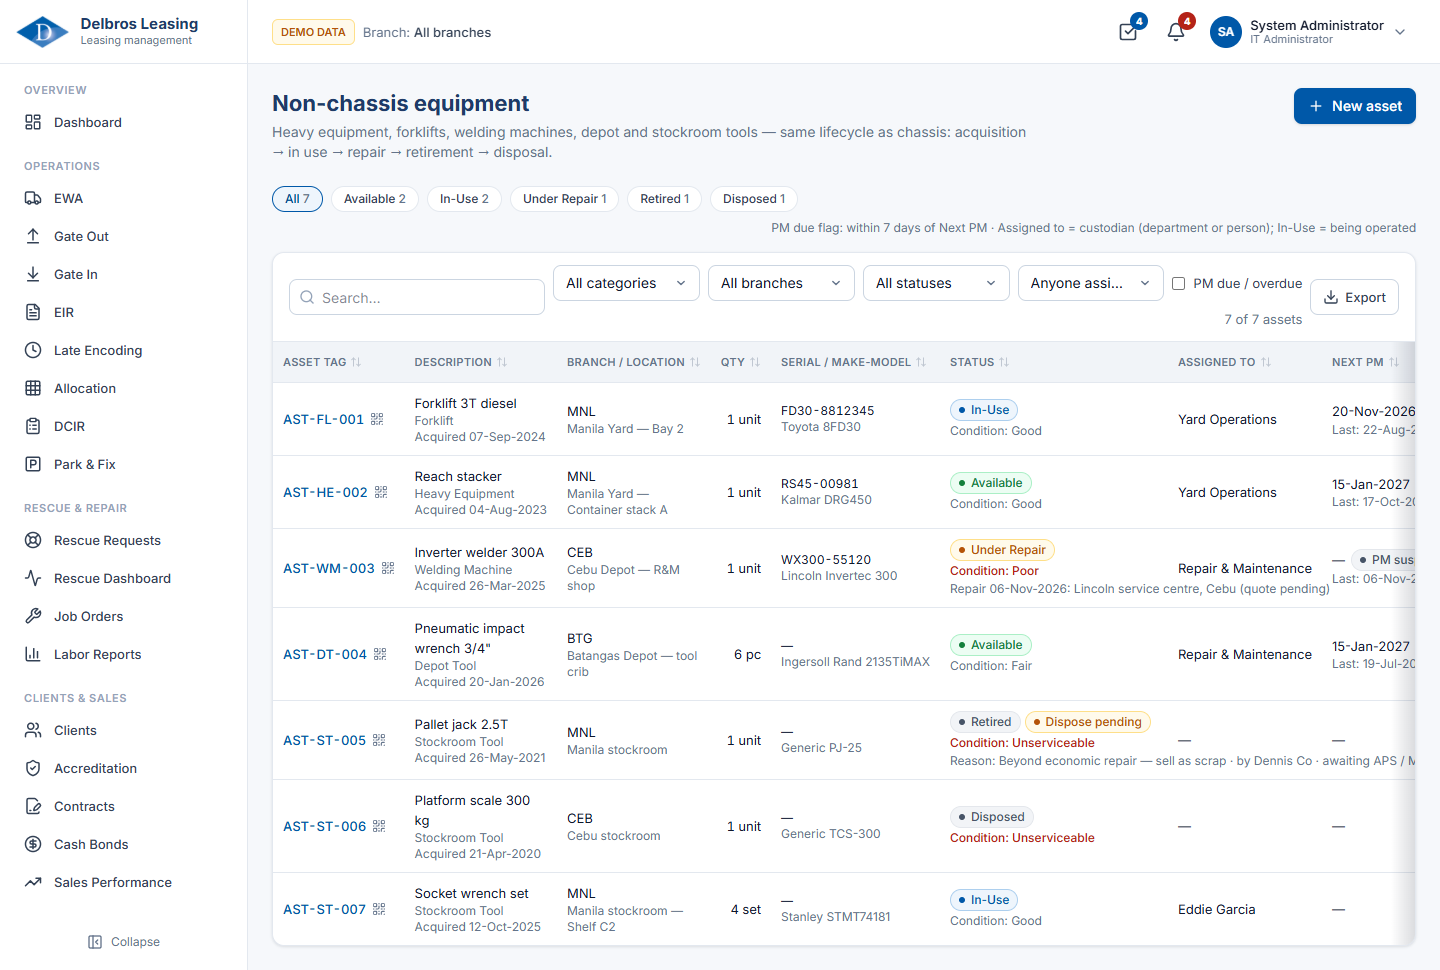 Delbros Leasing
Leasing management
DEMO DATA
Branch: All branches
4
4
SA
System Administrator
IT Administrator
OVERVIEW
Dashboard
OPERATIONS
EWA
Gate Out
Gate In
EIR
Late Encoding
Allocation
DCIR
Park & Fix
RESCUE & REPAIR
Rescue Requests
Rescue Dashboard
Job Orders
Labor Reports
CLIENTS & SALES
Clients
Accreditation
Contracts
Cash Bonds
Sales Performance
Collapse
Non-chassis equipment
Heavy equipment, forklifts, welding machines, depot and stockroom tools — same lifecycle as chassis: acquisition
→ in use → repair → retirement → disposal.
+ New asset
All 7
Available 2
In-Use 2
Under Repair 1
Retired 1
Disposed 1
PM due flag: within 7 days of Next PM · Assigned to = custodian (department or person); In-Use = being operated
Search...
All categories
All branches
All statuses
Anyone assi...
PM due / overdue
7 of 7 assets
Export
ASSET TAG
DESCRIPTION
BRANCH / LOCATION
QTY
SERIAL / MAKE-MODEL
STATUS
ASSIGNED TO
NEXT PM
AST-FL-001
Forklift 3T diesel
Forklift
Acquired 07-Sep-2024
MNL
Manila Yard — Bay 2
1 unit
FD30-8812345
Toyota 8FD30
In-Use
Condition: Good
Yard Operations
20-Nov-2026
Last: 22-Aug-2
AST-HE-002
Reach stacker
Heavy Equipment
Acquired 04-Aug-2023
MNL
Manila Yard —
Container stack A
1 unit
RS45-00981
Kalmar DRG450
Available
Condition: Good
Yard Operations
15-Jan-2027
Last: 17-Oct-20
AST-WM-003
Inverter welder 300A
Welding Machine
Acquired 26-Mar-2025
CEB
Cebu Depot — R&M
shop
1 unit
WX300-55120
Lincoln Invertec 300
Under Repair
Condition: Poor
Repair 06-Nov-2026: Lincoln service centre, Cebu (quote pending)
Repair & Maintenance
— PM sus
Last: 06-Nov-2
AST-DT-004
Pneumatic impact
wrench 3/4"
Depot Tool
Acquired 20-Jan-2026
BTG
Batangas Depot — tool
crib
6 pc
—
Ingersoll Rand 2135TiMAX
Available
Condition: Fair
Repair & Maintenance
15-Jan-2027
Last: 19-Jul-20
AST-ST-005
Pallet jack 2.5T
Stockroom Tool
Acquired 26-May-2021
MNL
Manila stockroom
1 unit
—
Generic PJ-25
Retired
Dispose pending
Condition: Unserviceable
Reason: Beyond economic repair — sell as scrap · by Dennis Co · awaiting APS / M
—
—
AST-ST-006
Platform scale 300
kg
Stockroom Tool
Acquired 21-Apr-2020
CEB
Cebu stockroom
1 unit
—
Generic TCS-300
Disposed
Condition: Unserviceable
—
—
AST-ST-007
Socket wrench set
Stockroom Tool
Acquired 12-Oct-2025
MNL
Manila stockroom —
Shelf C2
4 set
—
Stanley STMT74181
In-Use
Condition: Good
Eddie Garcia
—